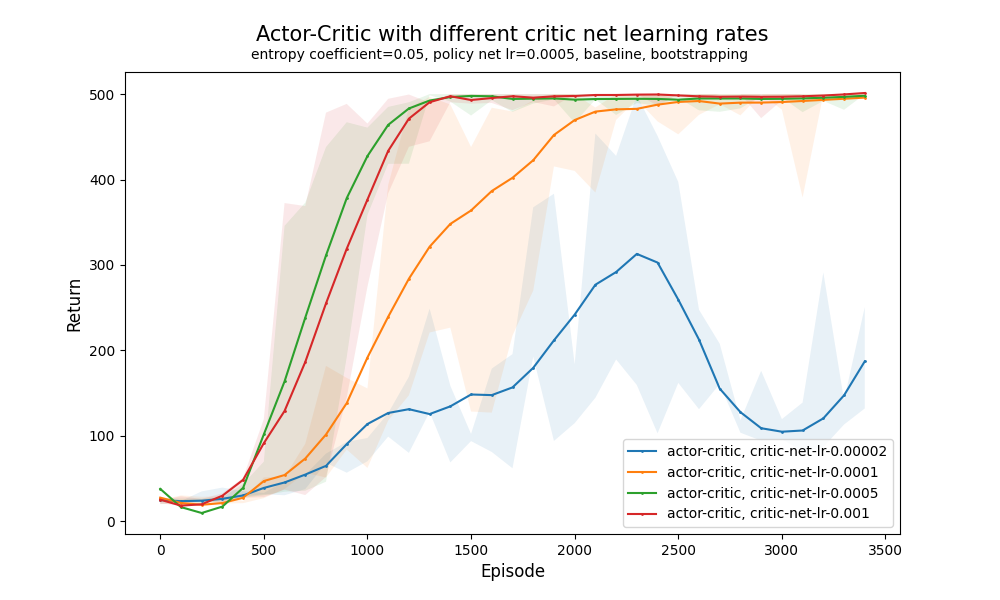 Actor-Critic with different critic net learning rates
entropy coefficient=0.05, policy net lr=0.0005, baseline, bootstrapping
Return
500
400
300
200
100
0
actor-critic, critic-net-lr-0.00002
actor-critic, critic-net-lr-0.0001
actor-critic, critic-net-lr-0.0005
actor-critic, critic-net-lr-0.001
0 500 1000 1500 2000 2500 3000 3500
Episode